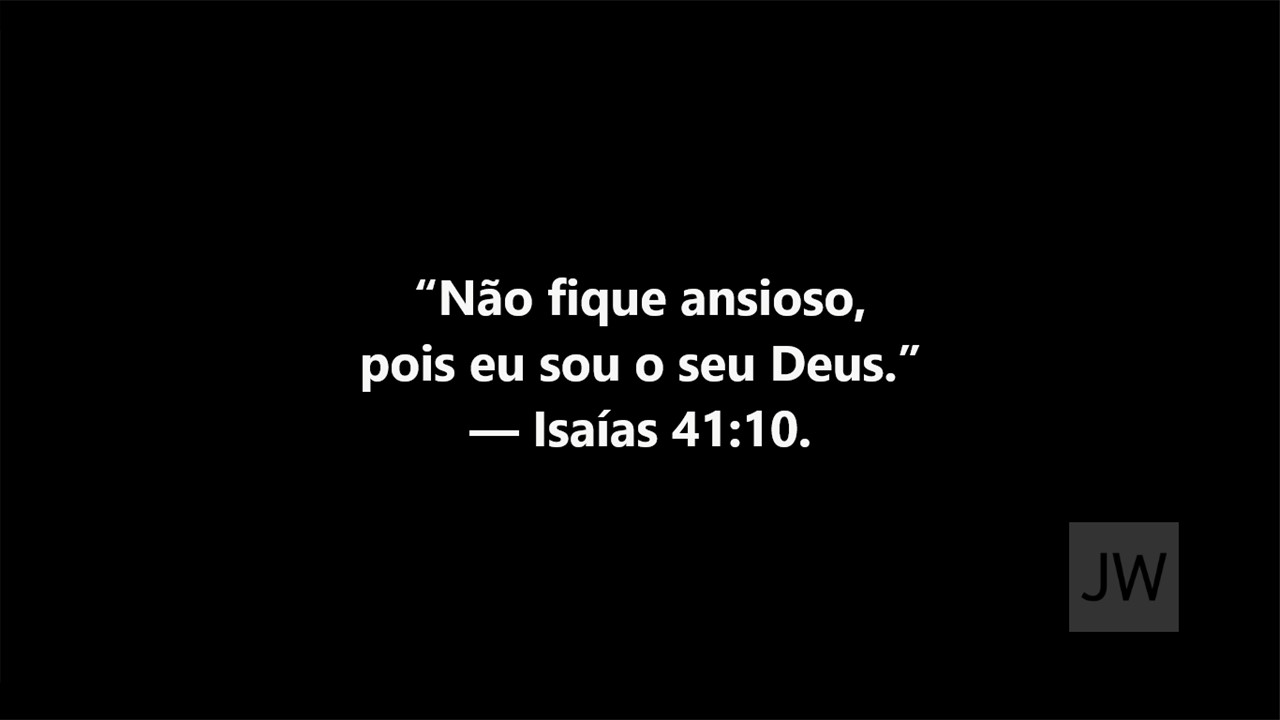 “Não fique ansioso,
pois eu sou o seu Deus.”
— Isaías 41:10.
JW